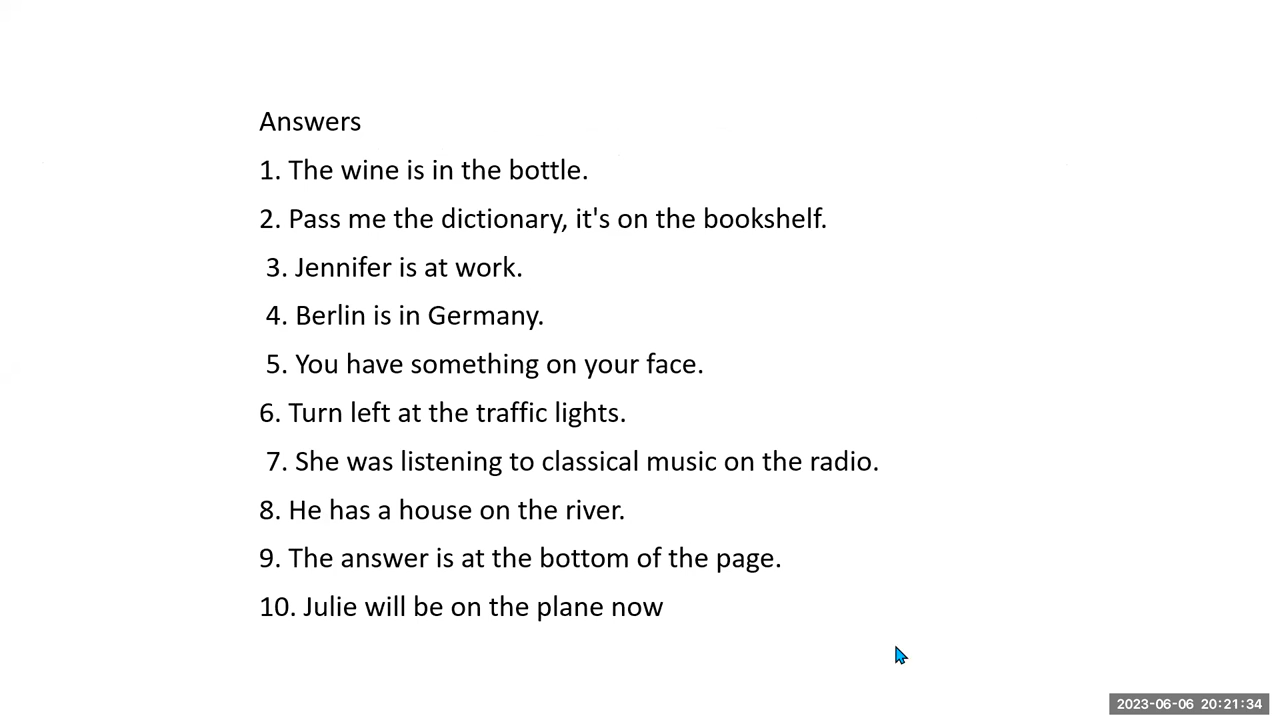 Answers
1. The wine is in the bottle.
2. Pass me the dictionary, it's on the bookshelf.
3. Jennifer is at work.
4. Berlin is in Germany.
5. You have something on your face.
6. Turn left at the traffic lights.
7. She was listening to classical music on the radio.
8. He has a house on the river.
9. The answer is at the bottom of the page.
10. Julie will be on the plane now
2023-06-06 20:21:34